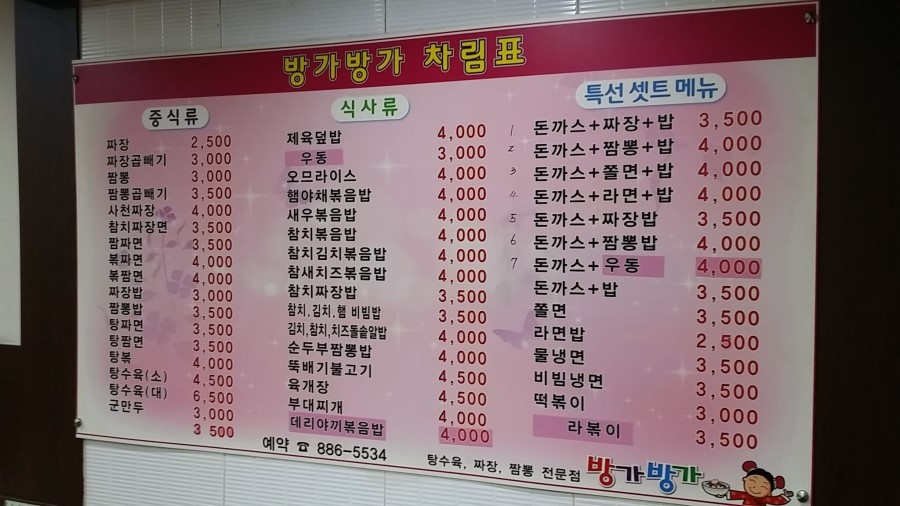 방가방가 차림표
중식류
짜장 2,500
짜장곱빼기 3,000
짬뽕 3,000
짬뽕곱빼기 3,500
사천짜장 4,000
참치짜장면 3,500
짬짜면 3,500
볶짜면 4,000
볶짬면 4,000
짜장밥 3,000
짬뽕밥 3,500
탕짜면 3,500
탕짬면 3,500
탕볶 4,000
탕수육(소) 4,500
탕수육(대) 6,500
군만두 3,000
3 500
식사류
제육덮밥 4,000
우동 3,000
오므라이스 4,000
햄야채볶음밥 4,000
새우볶음밥 4,000
참치볶음밥 4,000
참치김치볶음밥 4,000
참새치즈볶음밥 4,000
참치짜장밥 3,500
참치.김치.햄 비빔밥 3,500
김치,참치,치즈돌솥알밥 4,000
순두부짬뽕밥 4,000
뚝배기불고기 4,500
육개장 4,500
부대찌개 4,000
데리야끼볶음밥 4,000
특선 셋트 메뉴
1 돈까스+짜장+밥 3,500
2 돈까스+짬뽕+밥 4,000
3 돈까스+쫄면+밥 4,000
4 돈까스+라면+밥 4,000
5 돈까스+짜장밥 3,500
6 돈까스+짬뽕밥 4,000
7 돈까스+우동 4,000
돈까스+밥 3,500
쫄면 3,500
라면밥 2,500
물냉면 3,500
비빔냉면 3,500
떡볶이 3,000
라볶이 3,500
예약 ☎ 886-5534
탕수육, 짜장, 짬뽕 전문점 방가방가